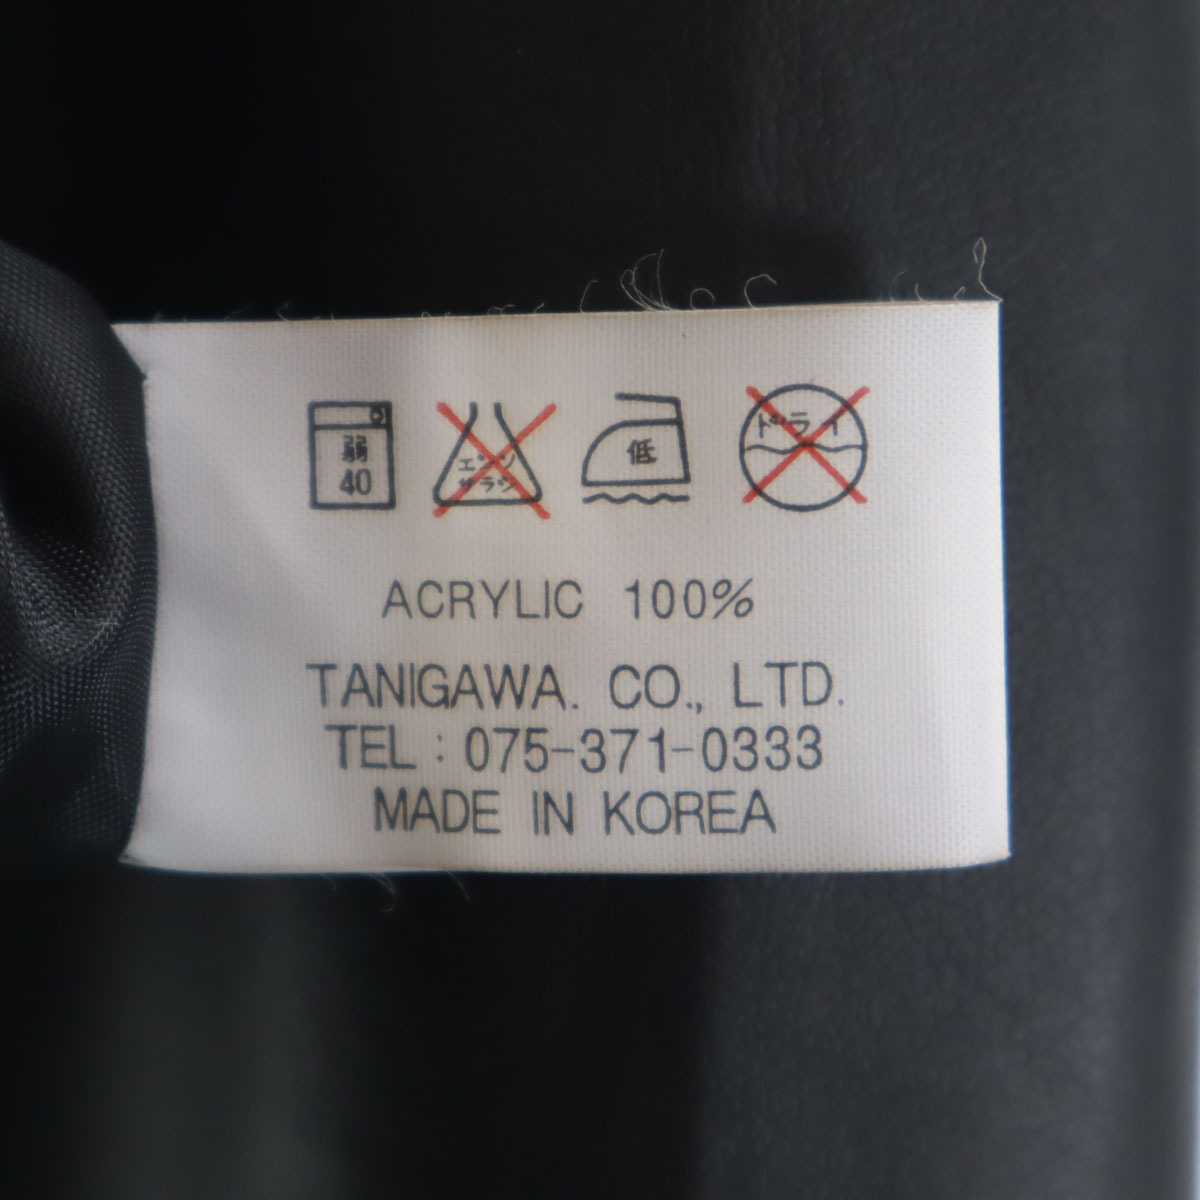 弱 40
エンソ サラシ
低
ドライ
ACRYLIC 100%
TANIGAWA. CO., LTD.
TEL : 075-371-0333
MADE IN KOREA